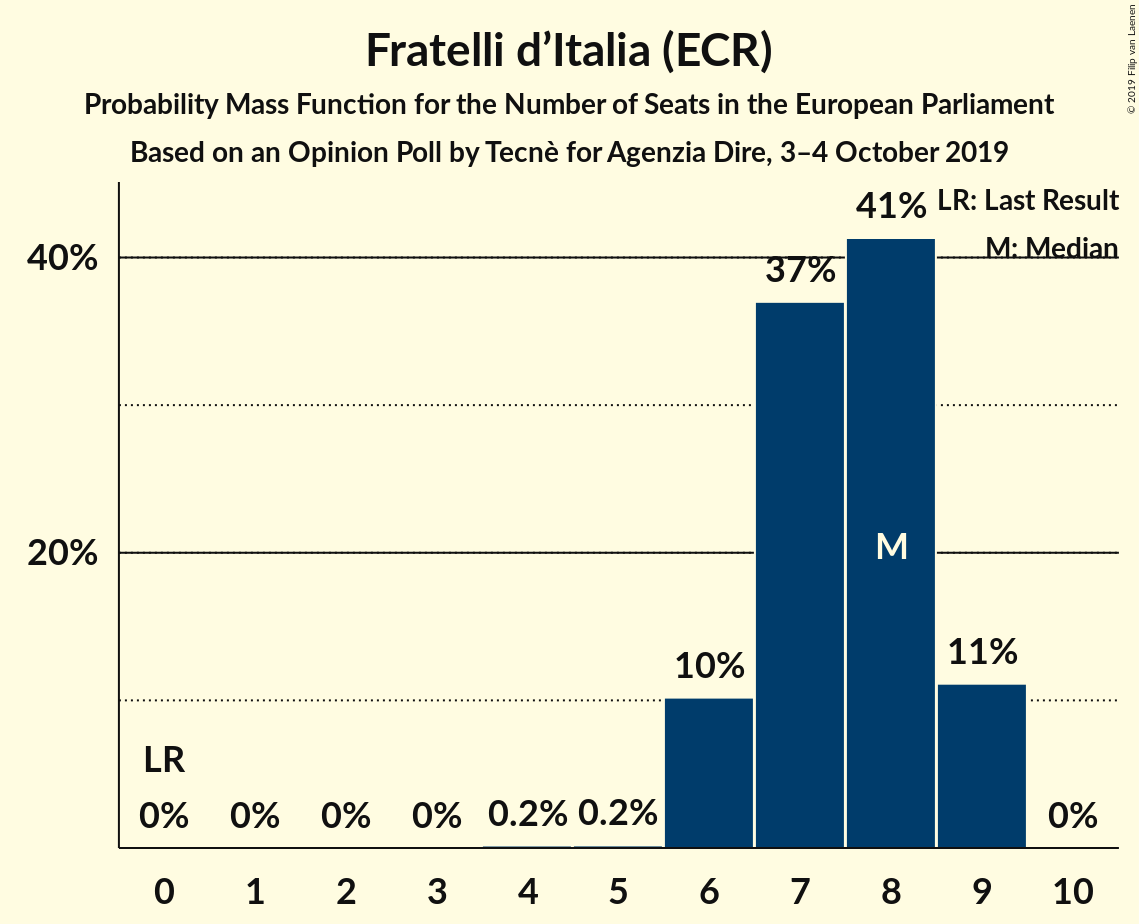 Fratelli d’Italia (ECR)
Probability Mass Function for the Number of Seats in the European Parliament
Based on an Opinion Poll by Tecnè for Agenzia Dire, 3–4 October 2019
© 2019 Filip van Laenen
LR: Last Result
M: Median
40%
20%
41%
37%
M
11%
10%
LR
0% 0% 0% 0% 0.2% 0.2% 0%
0 1 2 3 4 5 6 7 8 9 10